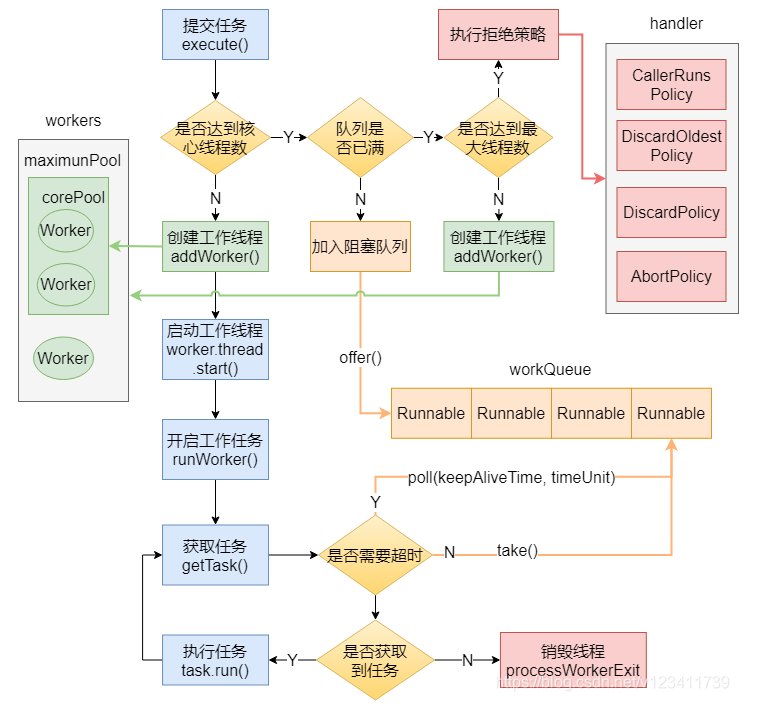 提交任务
execute()
执行拒绝策略
handler
CallerRuns
Policy
DiscardOldest
Policy
DiscardPolicy
AbortPolicy
是否达到核
心线程数
Y
队列是
否已满
Y
是否达到最
大线程数
Y
N
N
N
workers
maximunPool
corePool
Worker
Worker
Worker
创建工作线程
addWorker()
加入阻塞队列
创建工作线程
addWorker()
启动工作线程
worker.thread
.start()
offer()
workQueue
Runnable
Runnable
Runnable
Runnable
开启工作任务
runWorker()
poll(keepAliveTime, timeUnit)
Y
获取任务
getTask()
是否需要超时
N
take()
执行任务
task.run()
Y
是否获取
到任务
N
销毁线程
processWorkerExit
https://blog.csdn.net/v123411739